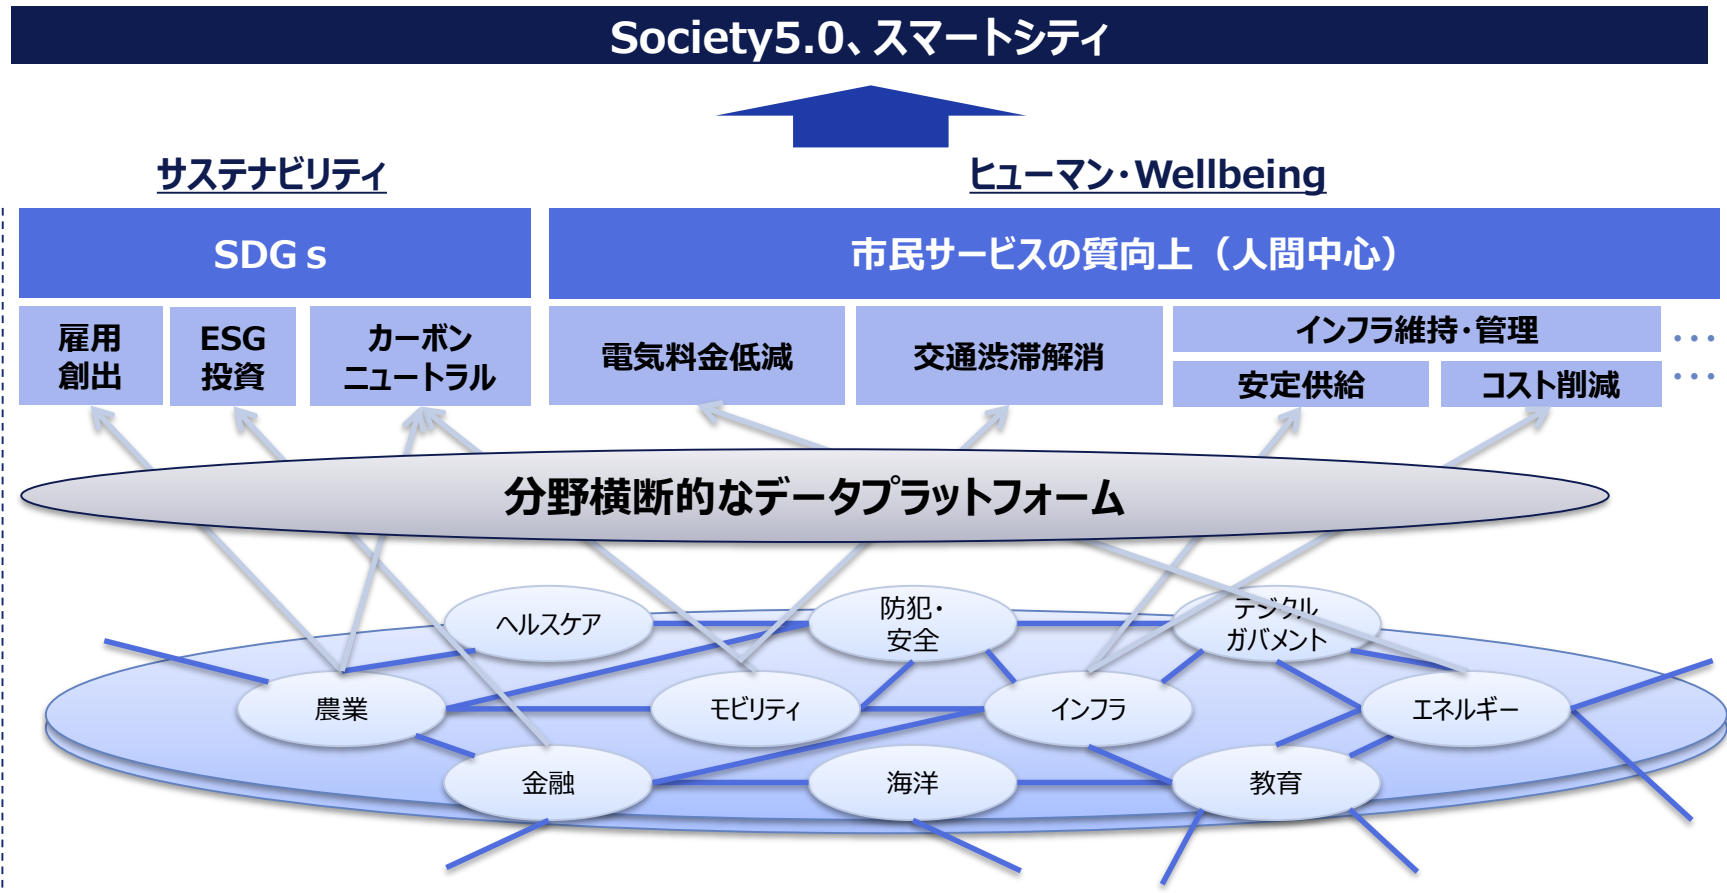 Society5.0、スマートシティ
サステナビリティ
ヒューマン・Wellbeing
SDGs
市民サービスの質向上（人間中心）
雇用
創出
ESG
投資
カーボン
ニュートラル
電気料金低減
交通渋滞解消
インフラ維持・管理
安定供給
コスト削減
・・・
・・・
分野横断的なデータプラットフォーム
ヘルスケア
防犯・
安全
デジタル
ガバメント
農業
モビリティ
インフラ
エネルギー
金融
海洋
教育